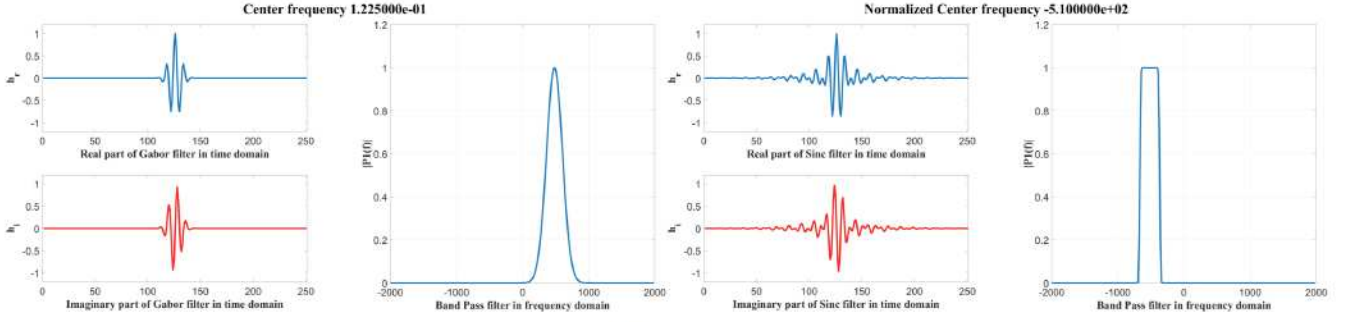 Center frequency 1.225000e-01
Normalized Center frequency -5.100000e+02
1
0.5
0
-0.5
-1
h_r
0 50 100 150 200 250
Real part of Gabor filter in time domain
1
0.5
0
-0.5
-1
h_i
0 50 100 150 200 250
Imaginary part of Gabor filter in time domain
1.2
1
0.8
0.6
0.4
0.2
0
|P1(f)|
-2000 -1000 0 1000 2000
Band Pass filter in frequency domain
1
0.5
0
-0.5
-1
h_r
0 50 100 150 200 250
Real part of Sinc filter in time domain
1
0.5
0
-0.5
-1
h_i
0 50 100 150 200 250
Imaginary part of Sinc filter in time domain
1.2
1
0.8
0.6
0.4
0.2
0
|P1(f)|
-2000 -1000 0 1000 2000
Band Pass filter in frequency domain